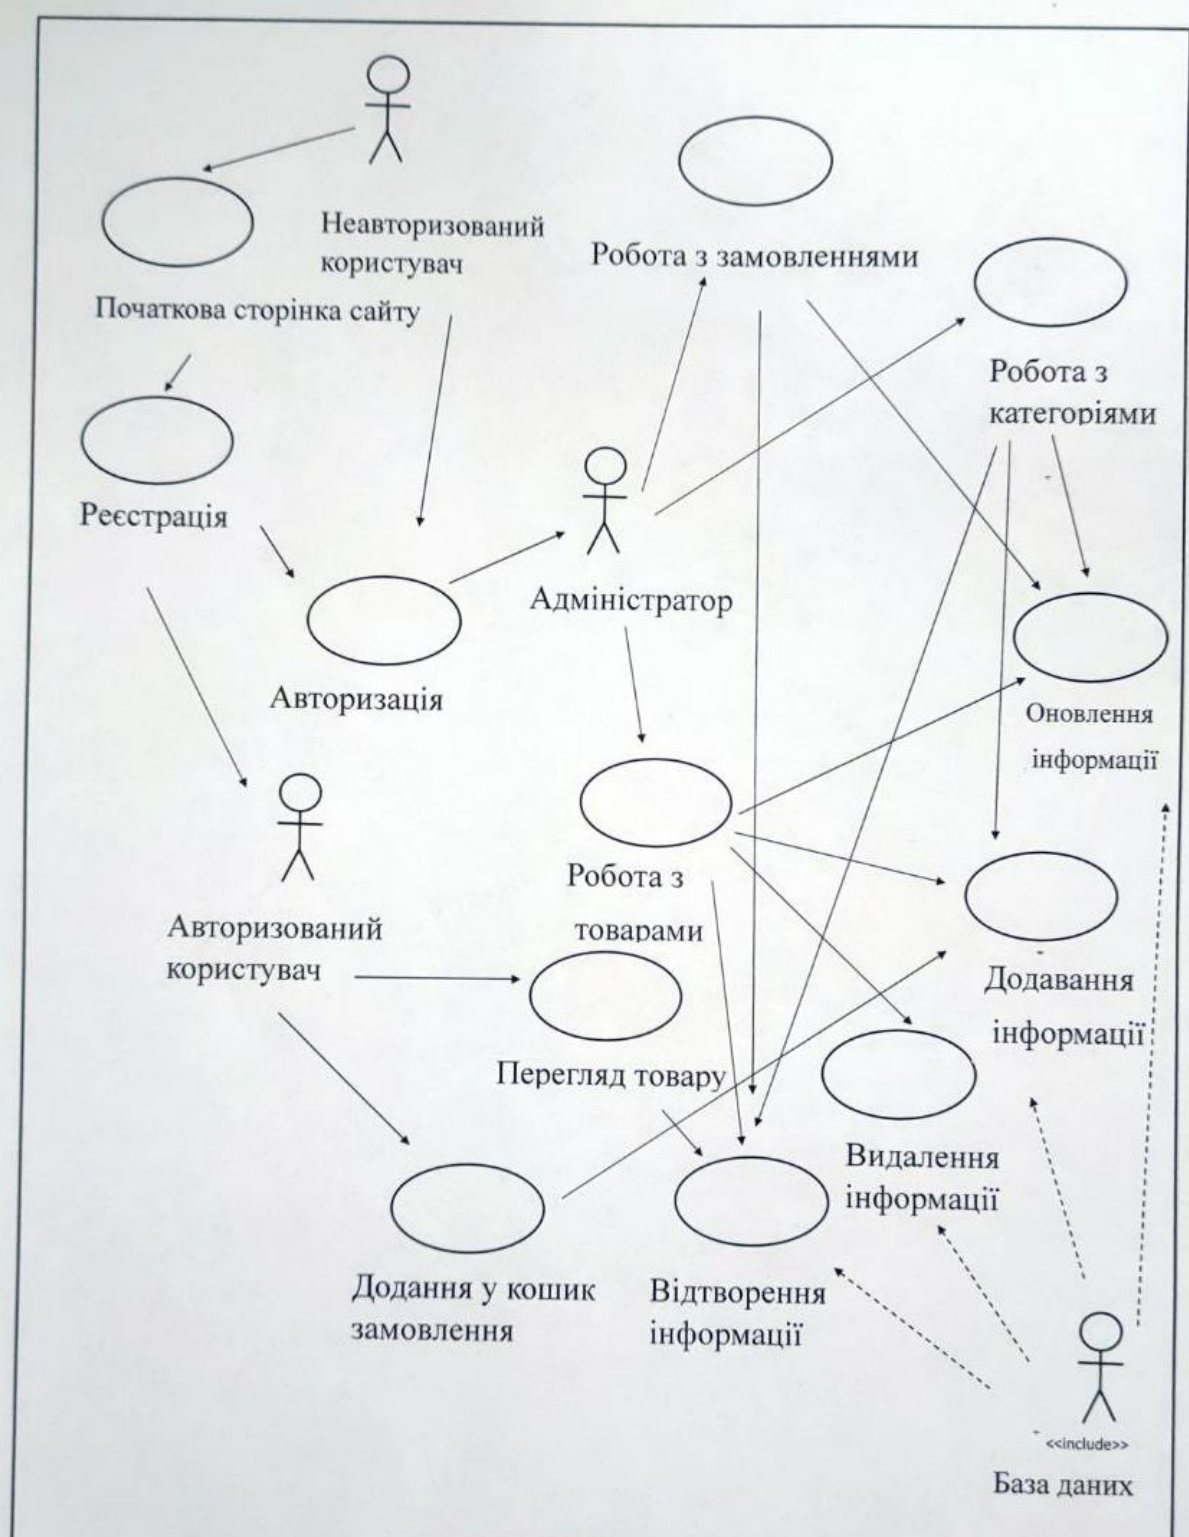 Неавторизований
користувач
Робота з замовленнями
Початкова сторінка сайту
Робота з
категоріями
Реєстрація
Адміністратор
Авторизація
Оновлення
інформації
Робота з
товарами
Авторизований
користувач
Додавання
інформації
Перегляд товару
Видалення
інформації
Додання у кошик
замовлення
Відтворення
інформації
<<include>>
База даних